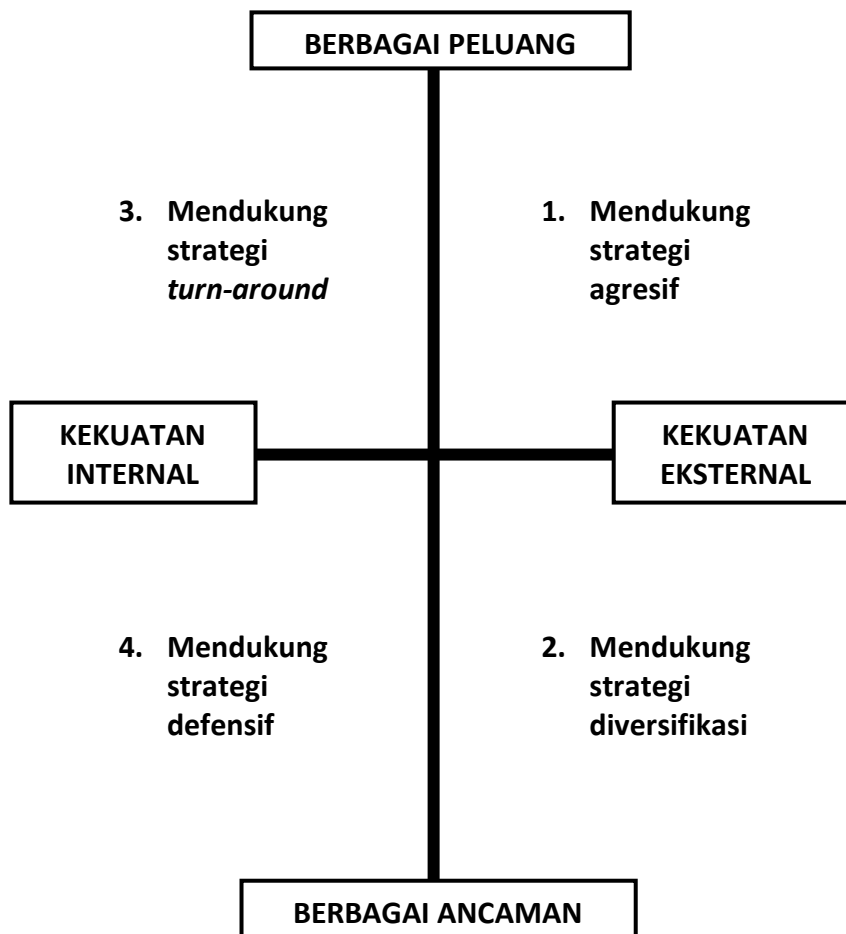 BERBAGAI PELUANG
3. Mendukung
strategi
turn-around
1. Mendukung
strategi
agresif
KEKUATAN
INTERNAL
KEKUATAN
EKSTERNAL
4. Mendukung
strategi
defensif
2. Mendukung
strategi
diversifikasi
BERBAGAI ANCAMAN